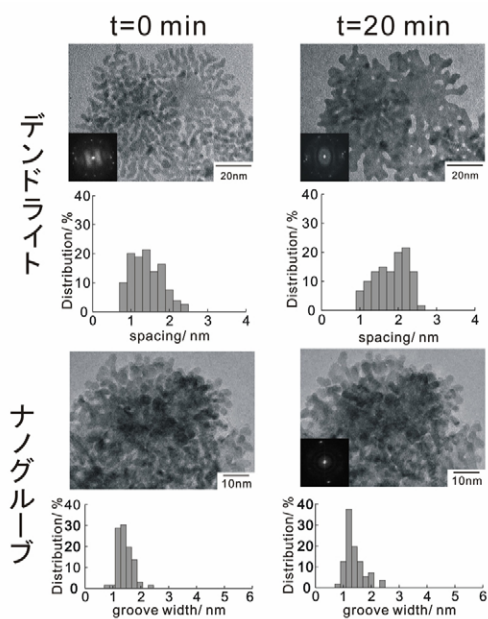 t=0 min
t=20 min
デンドライト
20nm
20nm
Distribution/ %
40
30
20
10
0
0
1
2
3
4
spacing/ nm
Distribution/ %
40
30
20
10
0
0
1
2
3
4
spacing/ nm
ナノグルーブ
10nm
10nm
Distribution/ %
40
30
20
10
0
0
1
2
3
4
5
6
groove width/ nm
Distribution/ %
40
30
20
10
0
0
1
2
3
4
5
6
groove width/ nm